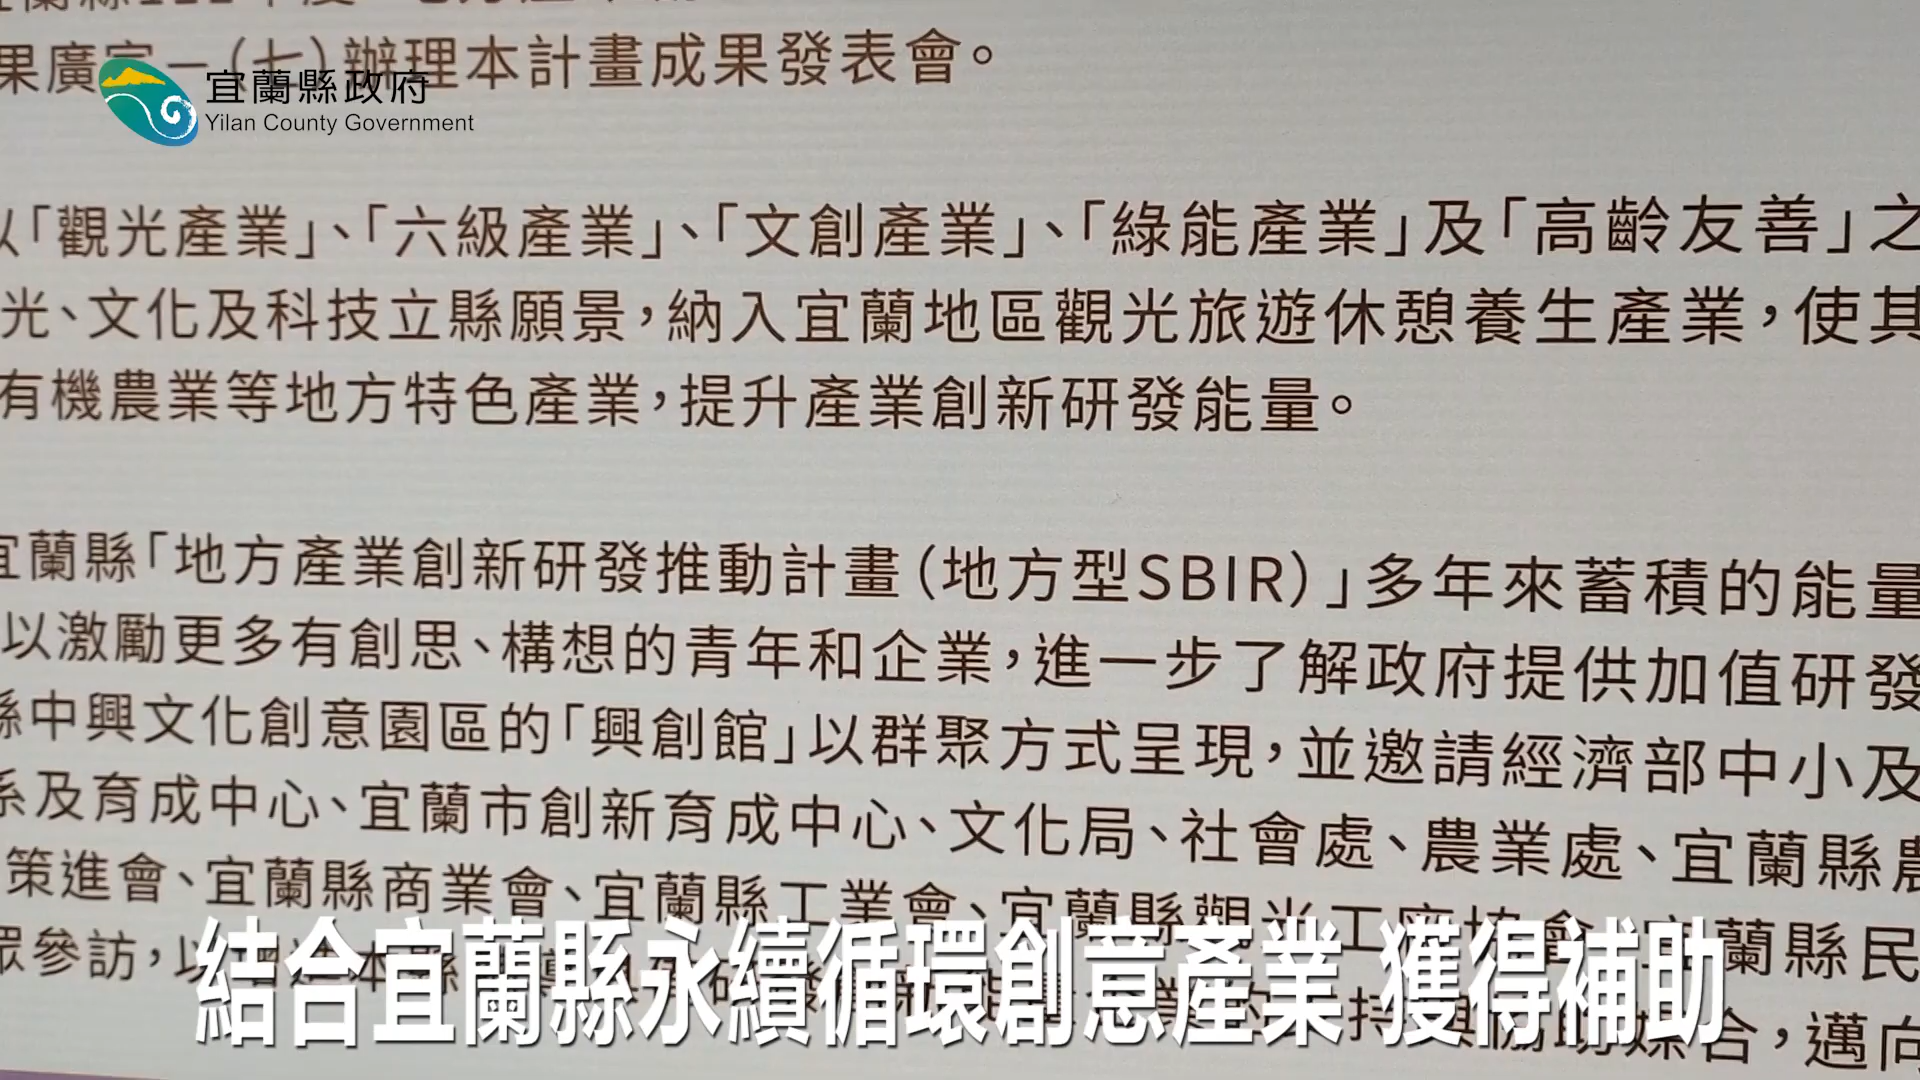 果廣宣—(七)辦理本計畫成果發表會。
宜蘭縣政府
Yilan County Government
以「觀光產業」、「六級產業」、「文創產業」、「綠能產業」及「高齡友善」之
光、文化及科技立縣願景，納入宜蘭地區觀光旅遊休憩養生產業，使其
有機農業等地方特色產業，提升產業創新研發能量。
宜蘭縣「地方產業創新研發推動計畫（地方型SBIR）」多年來蓄積的能量
以激勵更多有創思、構想的青年和企業，進一步了解政府提供加值研發
縣中興文化創意園區的「興創館」以群聚方式呈現，並邀請經濟部中小及
系及育成中心、宜蘭市創新育成中心、文化局、社會處、農業處、宜蘭縣農
策進會、宜蘭縣商業會、宜蘭縣工業會、宜蘭縣觀光工廠協會、宜蘭縣民
眾參訪，以
合，邁向
結合宜蘭縣永續循環創意產業 獲得補助